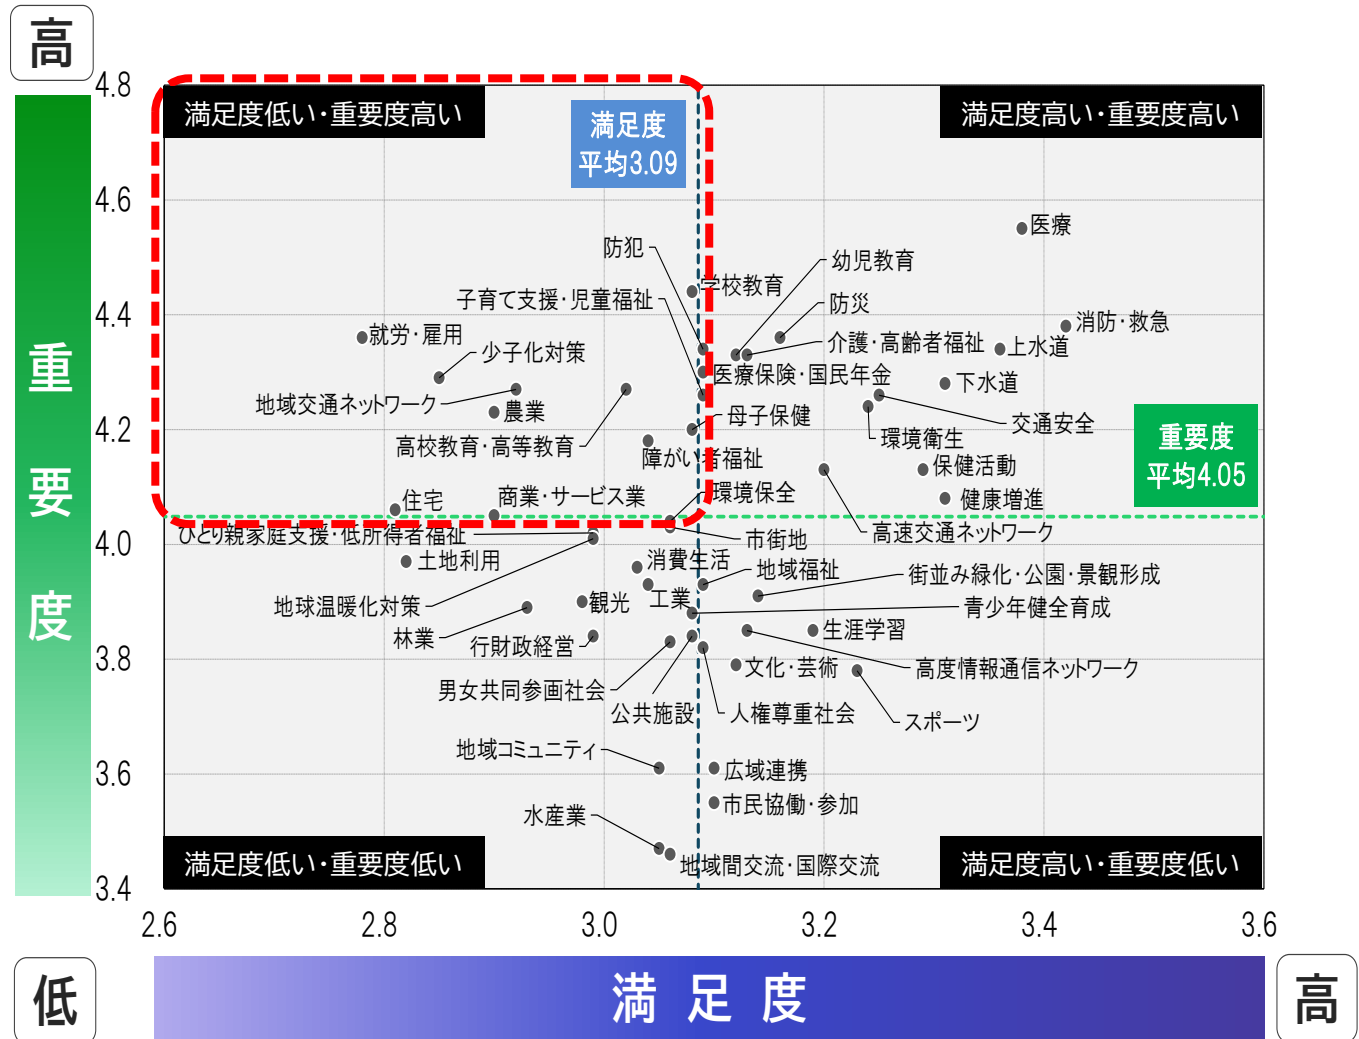 高
4.8
満足度低い・重要度高い
満足度
平均3.09
満足度高い・重要度高い
4.6
医療
防犯
幼児教育
学校教育
子育て支援・児童福祉
防災
消防・救急
4.4
就労・雇用
少子化対策
介護・高齢者福祉
上水道
医療保険・国民年金
下水道
地域交通ネットワーク
農業
母子保健
交通安全
4.2
高校教育・高等教育
障がい者福祉
環境衛生
重要度
平均4.05
保健活動
住宅
商業・サービス業
環境保全
健康増進
ひとり親家庭支援・低所得者福祉
市街地
高速交通ネットワーク
4.0
土地利用
消費生活
地域福祉
街並み緑化・公園・景観形成
地球温暖化対策
観光
工業
青少年健全育成
林業
行財政経営
生涯学習
3.8
男女共同参画社会
文化・芸術
高度情報通信ネットワーク
公共施設
人権尊重社会
スポーツ
地域コミュニティ
3.6
広域連携
市民協働・参加
水産業
満足度低い・重要度低い
地域間交流・国際交流
満足度高い・重要度低い
3.4
2.6
2.8
3.0
3.2
3.4
3.6
重要度
低
満足度
高